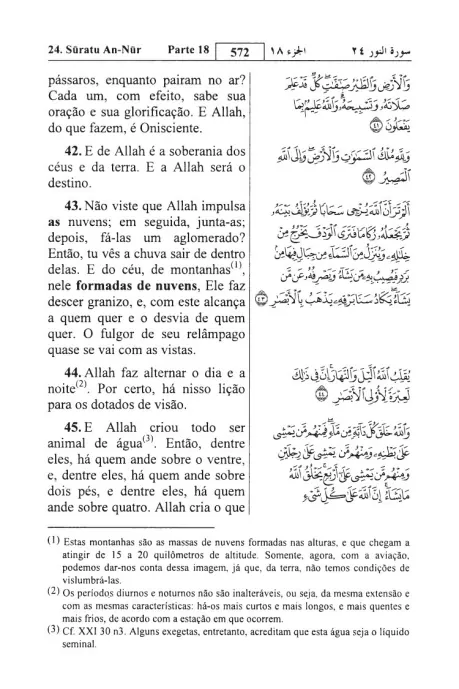 24. Sūratu An-Nūr Parte 18 572 الجزء ١٨ سورة النور ٢٤
pássaros, enquanto pairam no ar?
Cada um, com efeito, sabe sua
oração e sua glorificação. E Allah,
do que fazem, é Onisciente.
42. E de Allah é a soberania dos
céus e da terra. E a Allah será o
destino.
43. Não viste que Allah impulsa
as nuvens; em seguida, junta-as;
depois, fá-las um aglomerado?
Então, tu vês a chuva sair de dentro
delas. E do céu, de montanhas(1),
nele formadas de nuvens, Ele faz
descer granizo, e, com este alcança
a quem quer e o desvia de quem
quer. O fulgor de seu relâmpago
quase se vai com as vistas.
44. Allah faz alternar o dia e a
noite(2). Por certo, há nisso lição
para os dotados de visão.
45. E Allah criou todo ser
animal de água(3). Então, dentre
eles, há quem ande sobre o ventre,
e, dentre eles, há quem ande sobre
dois pés, e dentre eles, há quem
ande sobre quatro. Allah cria o que
وَٱلْأَرْضِ وَٱلطَّيْرُ صَٰٓفَّٰتٍ كُلٌّ قَدْ عَلِمَ
صَلَاتَهُۥ وَتَسْبِيحَهُۥ وَٱللَّهُ عَلِيمٌۢ بِمَا
يَفْعَلُونَ ٤١
وَلِلَّهِ مُلْكُ ٱلسَّمَٰوَٰتِ وَٱلْأَرْضِ وَإِلَى ٱللَّهِ
ٱلْمَصِيرُ ٤٢
أَلَمْ تَرَ أَنَّ ٱللَّهَ يُزْجِى سَحَابًا ثُمَّ يُؤَلِّفُ بَيْنَهُۥ
ثُمَّ يَجْعَلُهُۥ رُكَامًا فَتَرَى ٱلْوَدْقَ يَخْرُجُ مِنْ
خِلَٰلِهِۦ وَيُنَزِّلُ مِنَ ٱلسَّمَآءِ مِن جِبَالٍ فِيهَا مِنۢ
بَرَدٍ فَيُصِيبُ بِهِۦ مَن يَشَآءُ وَيَصْرِفُهُۥ عَن مَّن
يَشَآءُ يَكَادُ سَنَا بَرْقِهِۦ يَذْهَبُ بِٱلْأَبْصَٰرِ ٤٣
يُقَلِّبُ ٱللَّهُ ٱلَّيْلَ وَٱلنَّهَارَ إِنَّ فِى ذَٰلِكَ
لَعِبْرَةً لِّأُو۟لِى ٱلْأَبْصَٰرِ ٤٤
وَٱللَّهُ خَلَقَ كُلَّ دَآبَّةٍ مِّن مَّآءٍ فَمِنْهُم مَّن يَمْشِى
عَلَىٰ بَطْنِهِۦ وَمِنْهُم مَّن يَمْشِى عَلَىٰ رِجْلَيْنِ
وَمِنْهُم مَّن يَمْشِى عَلَىٰٓ أَرْبَعٍ يَخْلُقُ ٱللَّهُ
مَا يَشَآءُ إِنَّ ٱللَّهَ عَلَىٰ كُلِّ شَىْءٍ
(1) Estas montanhas são as massas de nuvens formadas nas alturas, e que chegam a
atingir de 15 a 20 quilômetros de altitude. Somente, agora, com a aviação,
podemos dar-nos conta dessa imagem, já que, da terra, não temos condições de
vislumbrá-las.
(2) Os períodos diurnos e noturnos não são inalteráveis, ou seja, da mesma extensão e
com as mesmas características: há-os mais curtos e mais longos, e mais quentes e
mais frios, de acordo com a estação em que ocorrem.
(3) Cf. XXI 30 n3. Alguns exegetas, entretanto, acreditam que esta água seja o líquido
seminal.